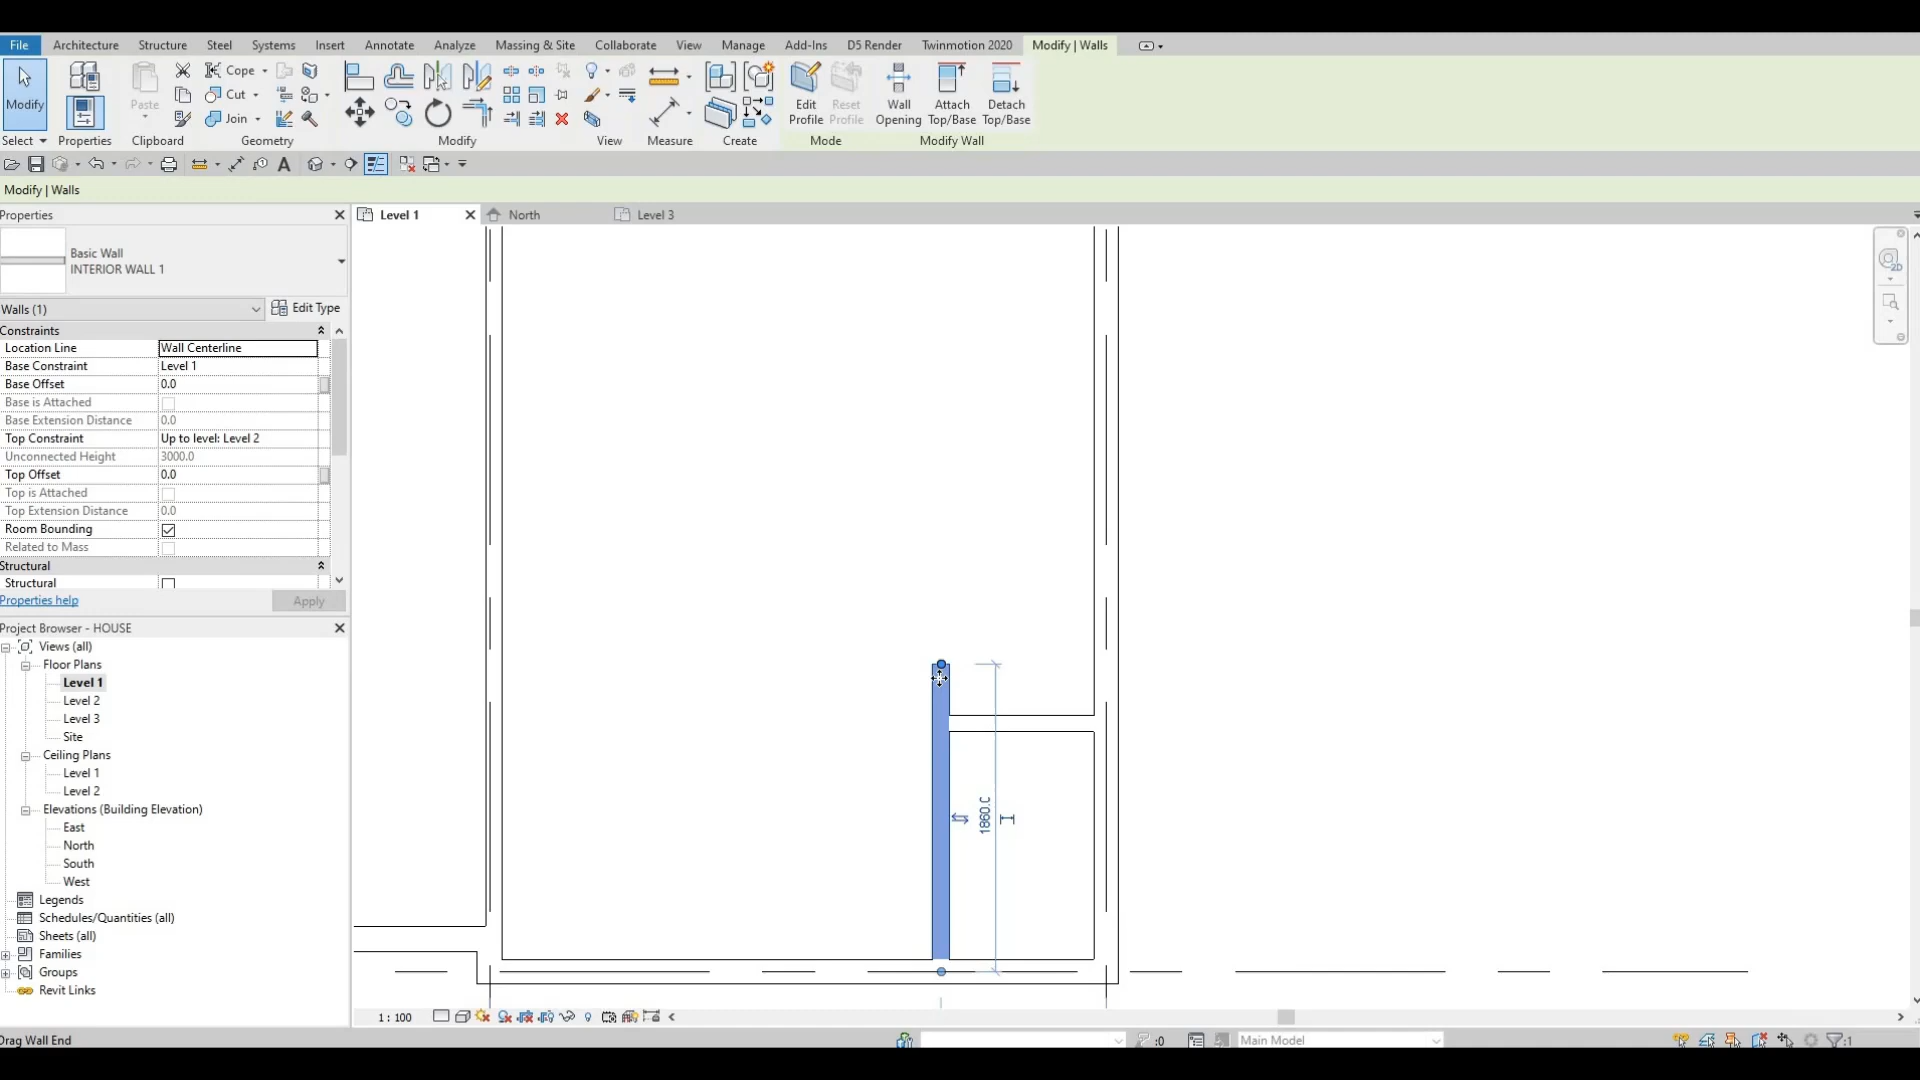 File Architecture Structure Steel Systems Insert Annotate Analyze Massing & Site Collaborate View Manage Add-Ins D5 Render Twinmotion 2020 Modify | Walls
Modify Paste Cope Cut Join Edit Profile Reset Profile Wall Opening Attach Top/Base Detach Top/Base
Select Properties Clipboard Geometry Modify View Measure Create Mode Modify Wall
Modify | Walls
Properties
Level 1 North Level 3
Basic Wall
INTERIOR WALL 1
Walls (1) Edit Type
Constraints
Location Line Wall Centerline
Base Constraint Level 1
Base Offset 0.0
Base is Attached
Base Extension Distance 0.0
Top Constraint Up to level: Level 2
Unconnected Height 3000.0
Top Offset 0.0
Top is Attached
Top Extension Distance 0.0
Room Bounding
Related to Mass
Structural
Structural
Properties help Apply
Project Browser - HOUSE
Views (all)
Floor Plans
Level 1
Level 2
Level 3
Site
Ceiling Plans
Level 1
Level 2
Elevations (Building Elevation)
East
North
South
West
Legends
Schedules/Quantities (all)
Sheets (all)
Families
Groups
Revit Links
1860.0
2D
1 : 100
Drag Wall End
:0 Main Model :1